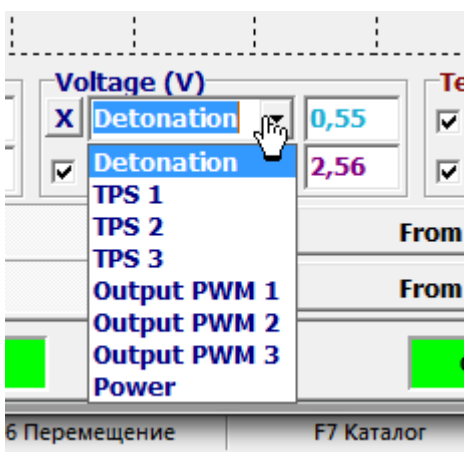 Voltage (V)
Te
X Detonation 0,55
Detonation 2,56
TPS 1
TPS 2
TPS 3
From
Output PWM 1
From
Output PWM 2
Output PWM 3
Power
6 Перемещение F7 Каталог